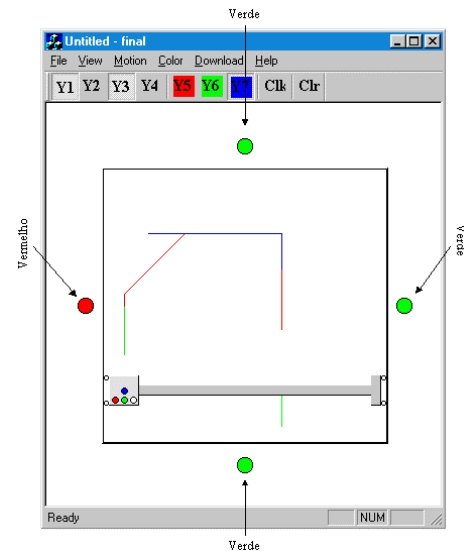 Verde
Untitled - final
File View Motion Color Download Help
Y1 Y2 Y3 Y4 Y5 Y6 Y7 Clk Clr
Vermelho
Verde
Ready NUM
Verde